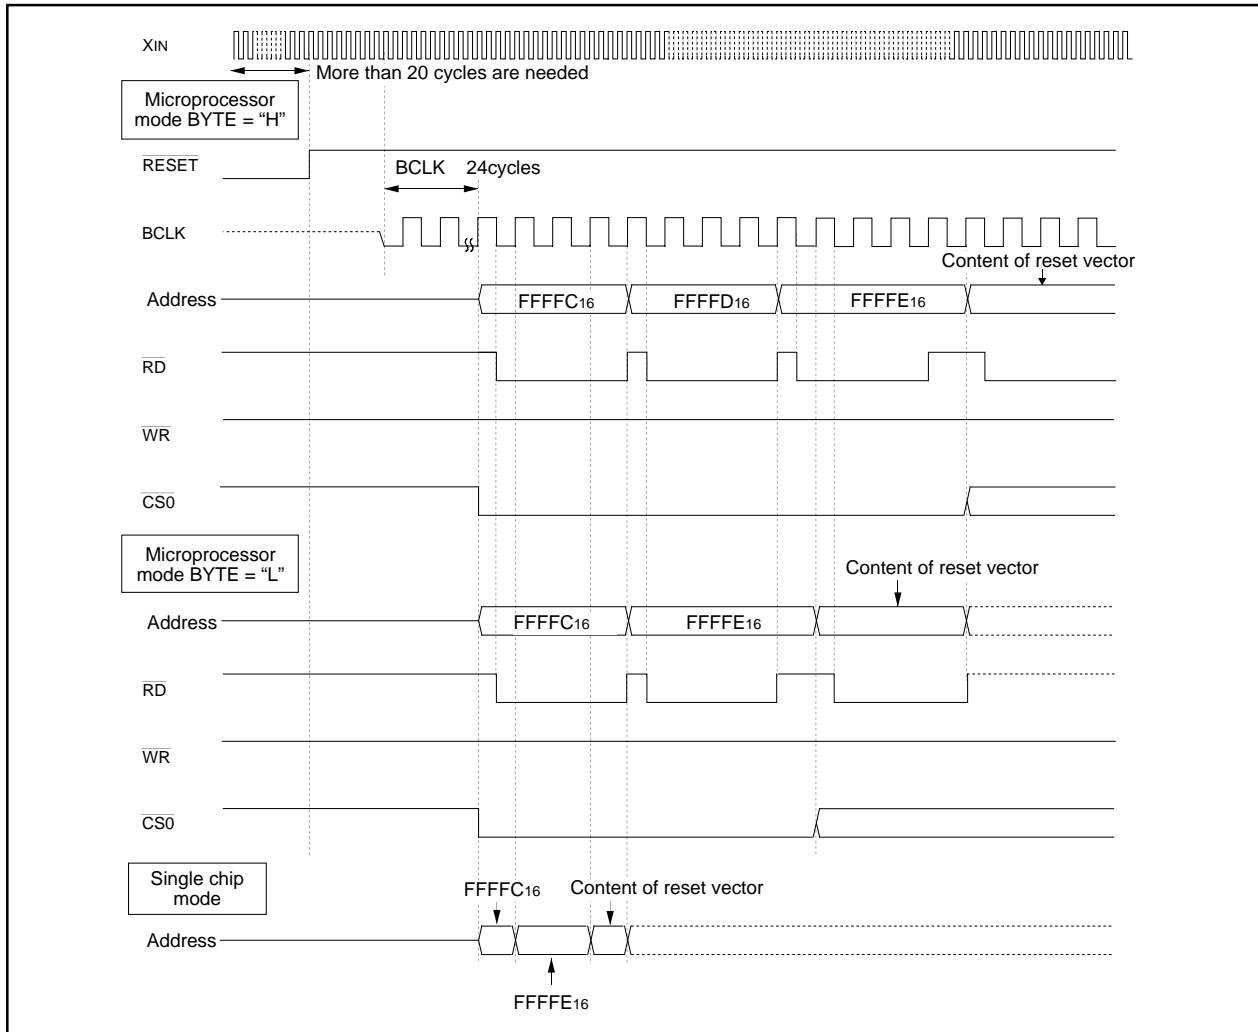 XIN
More than 20 cycles are needed
Microprocessor
mode BYTE = “H”
RESET
BCLK 24cycles
BCLK
Content of reset vector
Address
FFFFC16
FFFFD16
FFFFE16
RD
WR
CS0
Microprocessor
mode BYTE = “L”
Content of reset vector
Address
FFFFC16
FFFFE16
RD
WR
CS0
Single chip
mode
FFFFC16
Content of reset vector
Address
FFFFE16